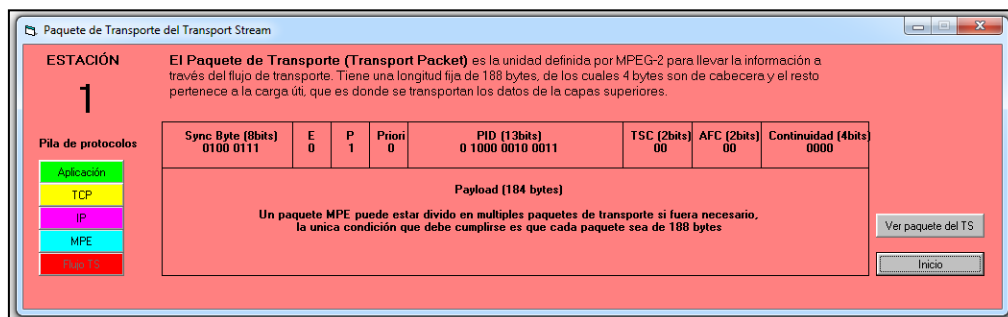 Paquete de Transporte del Transport Stream
ESTACIÓN
1
El Paquete de Transporte (Transport Packet) es la unidad definida por MPEG-2 para llevar la información a
través del flujo de transporte. Tiene una longitud fija de 188 bytes, de los cuales 4 bytes son de cabecera y el resto
pertenece a la carga úti, que es donde se transportan los datos de la capas superiores.
Pila de protocolos
Aplicación
TCP
IP
MPE
Flujo TS
Sync Byte (8bits) E P Priori PID (13bits) TSC (2bits) AFC (2bits) Continuidad (4bits)
0100 0111 0 1 0 0 1000 0010 0011 00 00 0000
Payload (184 bytes)
Un paquete MPE puede estar divido en multiples paquetes de transporte si fuera necesario,
la unica condición que debe cumplirse es que cada paquete sea de 188 bytes
Ver paquete del TS
Inicio